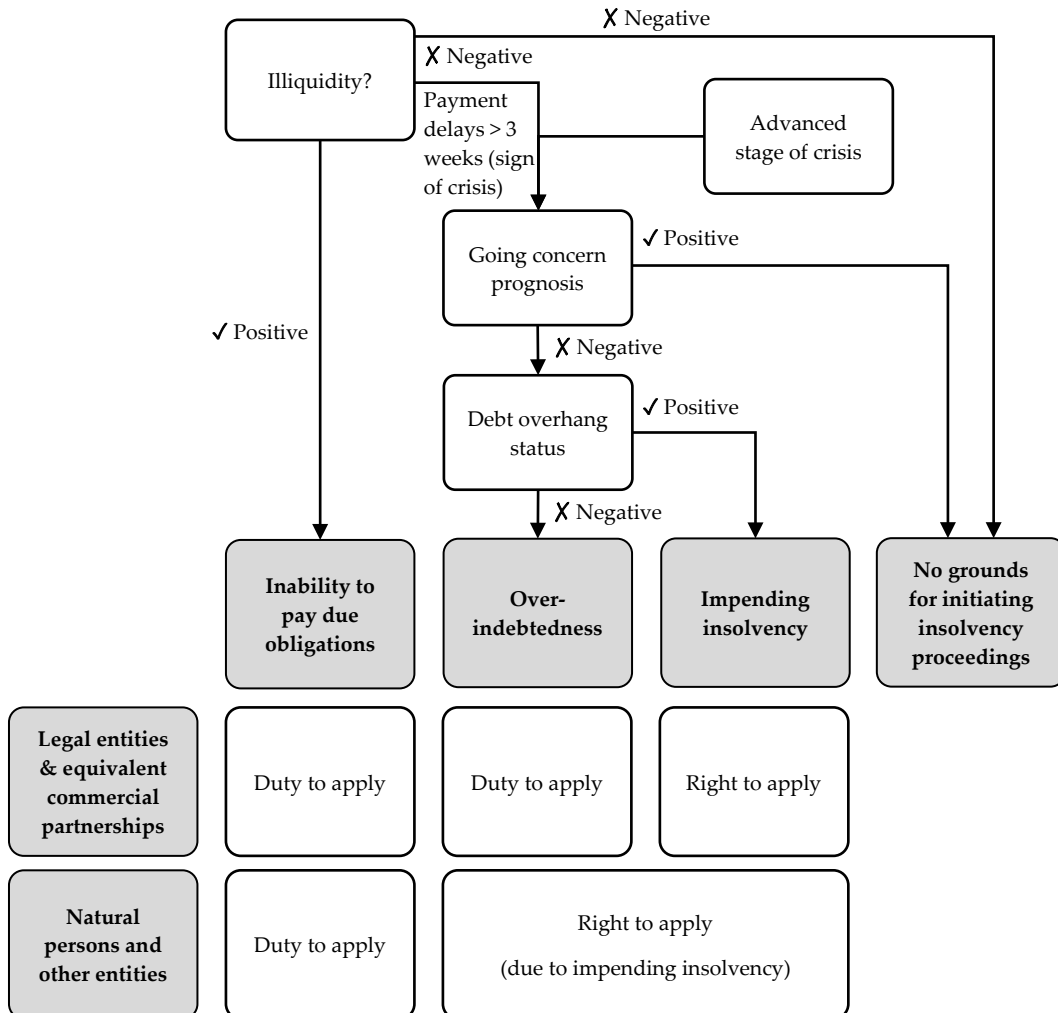 ✗ Negative
Illiquidity?
✗ Negative
Payment
delays > 3
weeks (sign
of crisis)
Advanced
stage of crisis
Going concern
prognosis
✓ Positive
✓ Positive
✗ Negative
Debt overhang
status
✓ Positive
✗ Negative
Inability to
pay due
obligations
Over-
indebtedness
Impending
insolvency
No grounds
for initiating
insolvency
proceedings
Legal entities
& equivalent
commercial
partnerships
Duty to apply
Duty to apply
Right to apply
Natural
persons and
other entities
Duty to apply
Right to apply
(due to impending insolvency)